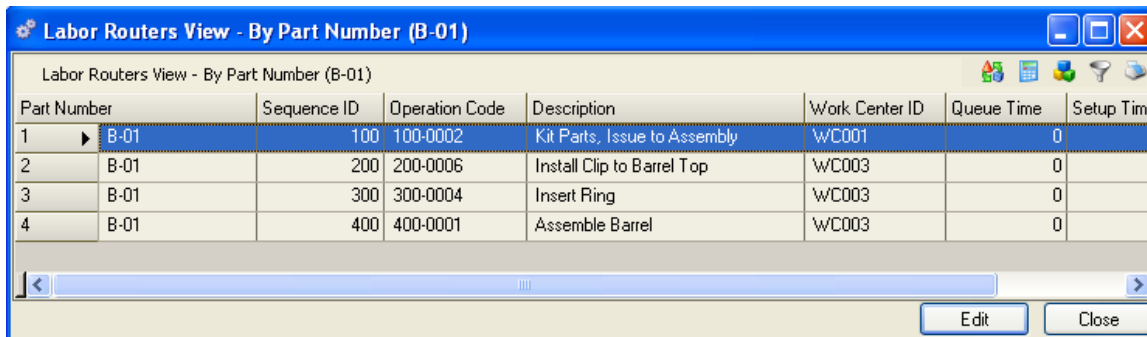 Labor Routers View - By Part Number (B-01)
Labor Routers View - By Part Number (B-01)
Part Number Sequence ID Operation Code Description Work Center ID Queue Time Setup Tim
1 B-01 100 100-0002 Kit Parts, Issue to Assembly WC001 0
2 B-01 200 200-0006 Install Clip to Barrel Top WC003 0
3 B-01 300 300-0004 Insert Ring WC003 0
4 B-01 400 400-0001 Assemble Barrel WC003 0
Edit Close